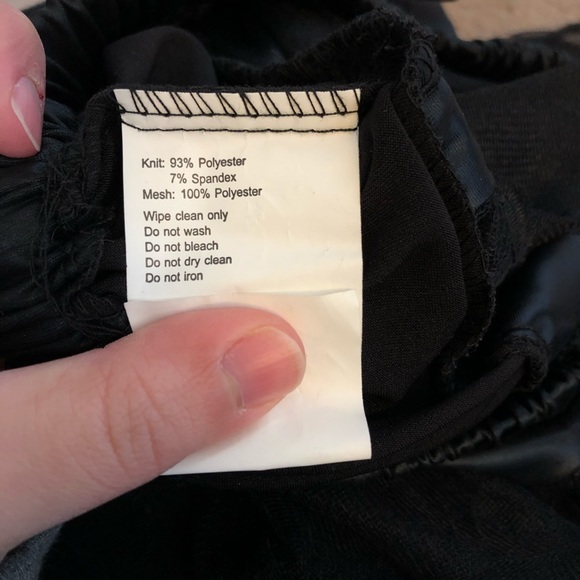 Knit: 93% Polyester
7% Spandex
Mesh: 100% Polyester
Wipe clean only
Do not wash
Do not bleach
Do not dry clean
Do not iron